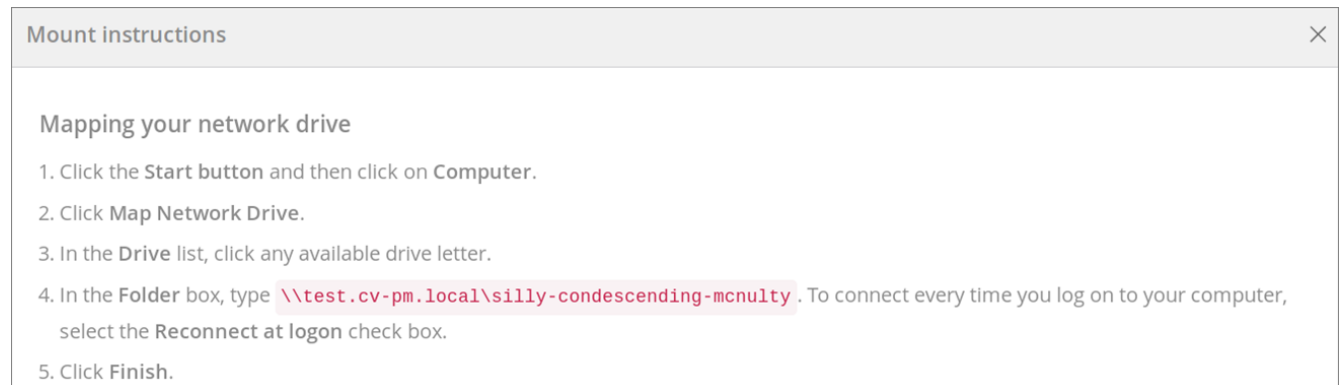 Mount instructions
Mapping your network drive
1. Click the Start button and then click on Computer.
2. Click Map Network Drive.
3. In the Drive list, click any available drive letter.
4. In the Folder box, type \\test.cv-pm.local\silly-condescending-mcnulty. To connect every time you log on to your computer,
select the Reconnect at logon check box.
5. Click Finish.